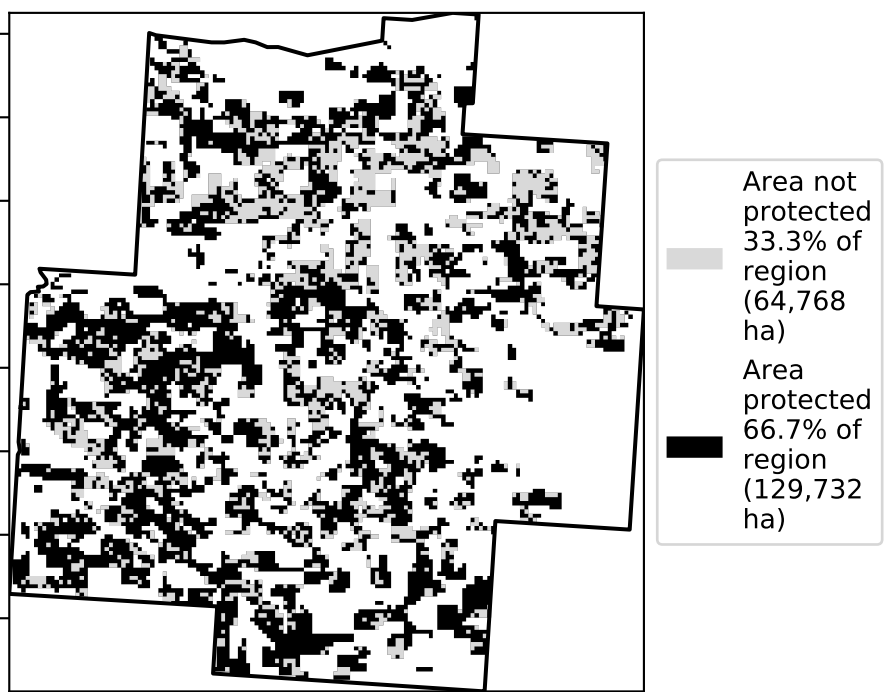 Area not
protected
33.3% of
region
(64,768
ha)
Area
protected
66.7% of
region
(129,732
ha)